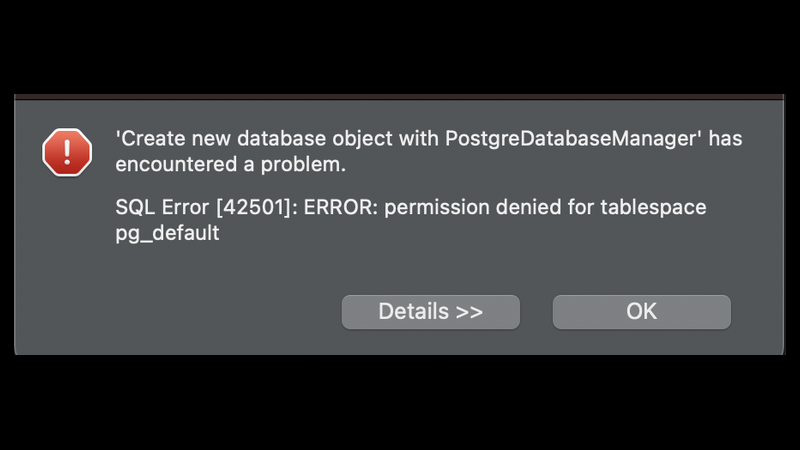 'Create new database object with PostgreDatabaseManager' has
encountered a problem.
SQL Error [42501]: ERROR: permission denied for tablespace
pg_default
Details >>
OK